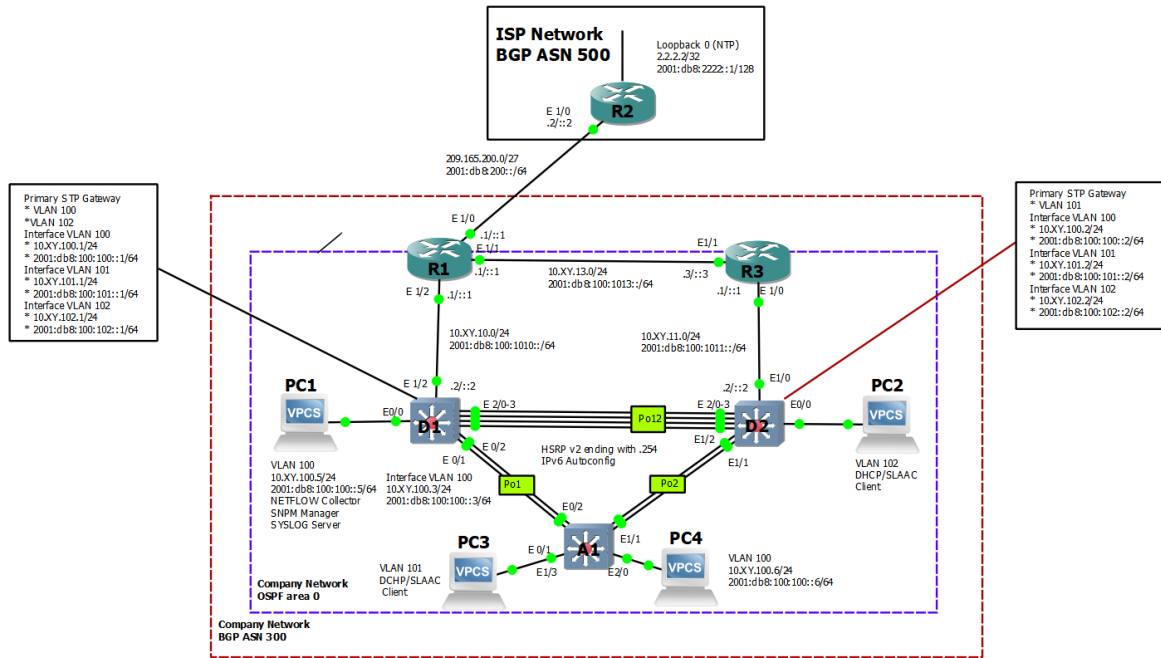 ISP Network
BGP ASN 500
Loopback 0 (NTP)
2.2.2.2/32
2001:db8:2222::1/128
R2
E 1/0
.2/::2
209.165.200.0/27
2001:db8:200::/64
Primary STP Gateway
* VLAN 100
*VLAN 102
Interface VLAN 100
* 10.XY.100.1/24
* 2001:db8:100:100::1/64
Interface VLAN 101
* 10.XY.101.1/24
* 2001:db8:100:101::1/64
Interface VLAN 102
* 10.XY.102.1/24
* 2001:db8:100:102::1/64
Primary STP Gateway
* VLAN 101
Interface VLAN 100
* 10.XY.100.2/24
* 2001:db8:100:100::2/64
Interface VLAN 101
* 10.XY.101.2/24
* 2001:db8:100:101::2/64
Interface VLAN 102
* 10.XY.102.2/24
* 2001:db8:100:102::2/64
E 1/0
.1/::1
E 1/1
R1
.1/::1
E 1/2
.1/::1
10.XY.13.0/24
2001:db8:100:1013::/64
E1/1
.3/::3
R3
.1/::1
E 1/0
10.XY.10.0/24
2001:db8:100:1010::/64
10.XY.11.0/24
2001:db8:100:1011::/64
E 1/2
.2/::2
E1/0
.2/::2
PC1
VPCS
E0/0
D1
E 2/0-3
Po12
E 2/0-3
D2
E0/0
PC2
VPCS
E 0/2
E 0/1
HSRP v2 ending with .254
IPv6 Autoconfig
E1/2
E1/1
VLAN 100
10.XY.100.5/24
2001:db8:100:100::5/64
NETFLOW Collector
SNPM Manager
SYSLOG Server
Interface VLAN 100
10.XY.100.3/24
2001:db8:100:100::3/64
Po1
Po2
VLAN 102
DHCP/SLAAC
Client
E0/2
E 0/1
E1/1
A1
E1/3
E2/0
PC3
VPCS
VLAN 101
DCHP/SLAAC
Client
PC4
VPCS
VLAN 100
10.XY.100.6/24
2001:db8:100:100::6/64
Company Network
OSPF area 0
Company Network
BGP ASN 300